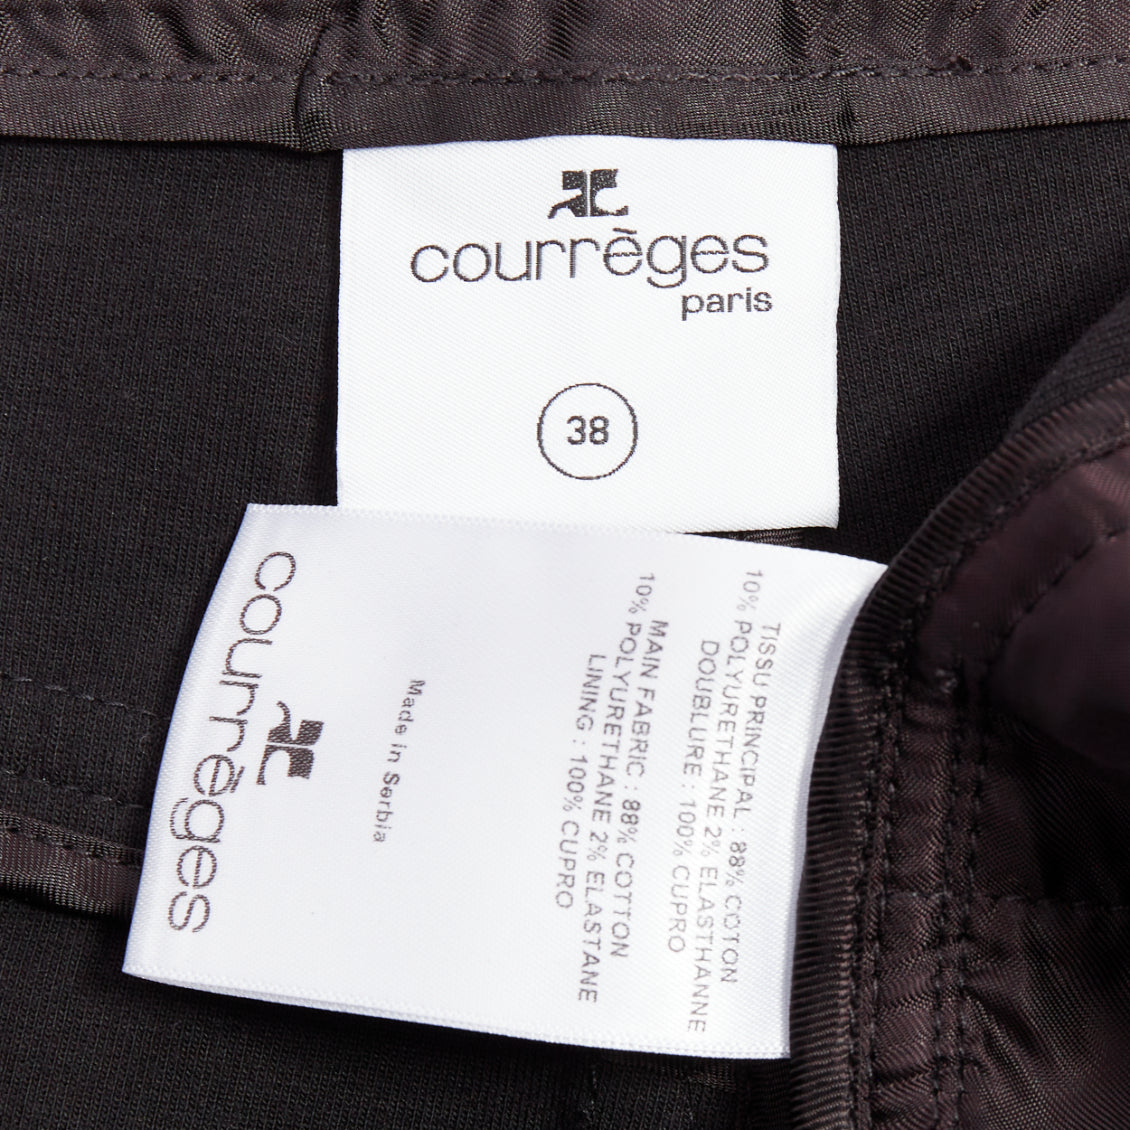 courrèges
paris
38
courrèges
Made in Serbia
TISSU PRINCIPAL : 88% COTON
10% POLYURETHANE 2% ELASTHANNE
DOUBLURE : 100% CUPRO
MAIN FABRIC : 88% COTTON
10% POLYURETHANE 2% ELASTANE
LINING : 100% CUPRO